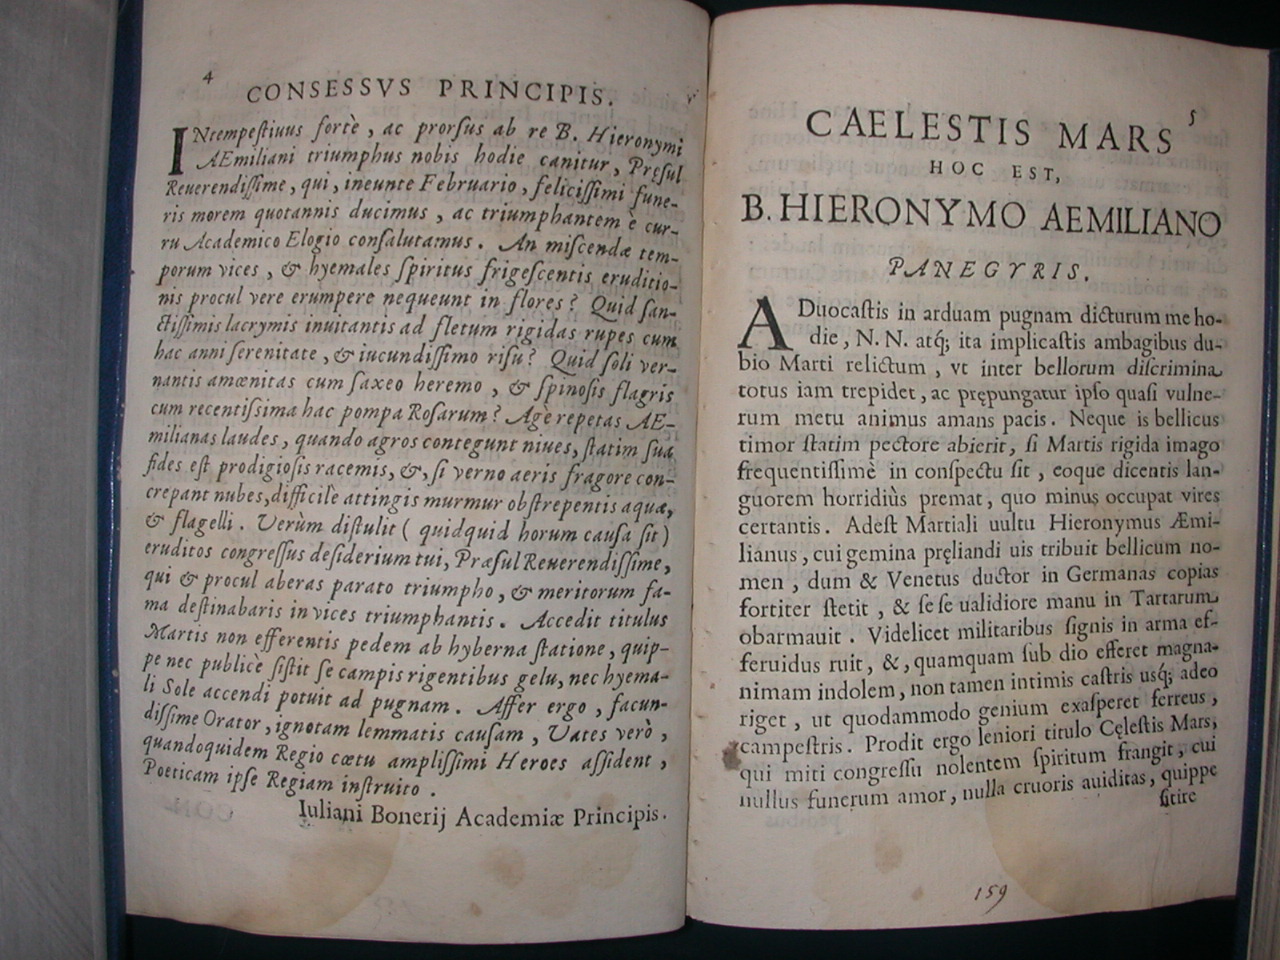 4
CONSESSVS PRINCIPIS.
INtempestiuus fortè, ac prorsus ab re B. Hieronymi
AEmiliani triumphus nobis hodie canitur, Pręsul
Reuerendissime, qui, ineunte Februario, felicissimi fune-
ris morem quotannis ducimus, ac triumphantem è cur-
ru Academico Elogio consalutamus. An miscendæ tem-
porum vices, & hyemales spiritus frigescentis eruditio-
nis procul vere erumpere nequeunt in flores? Quid san-
ctissimis lacrymis inuitantis ad fletum rigidas rupes cum
hac anni serenitate, & iucundissimo risu? Quid soli ver-
nantis amœnitas cum saxeo heremo, & spinosis flagris
cum recentissima hac pompa Rosarum? Age repetas AE-
milianas laudes, quando agros contegunt niues, statim sua
fides est prodigiosis racemis, &, si verno aeris fragore con-
crepant nubes, difficilè attingis murmur obstrepentis aquæ,
& flagelli. Verùm distulit ( quidquid horum causa sit )
eruditos congressus desiderium tui, Præsul Reuerendissime,
qui & procul aberas parato triumpho, & meritorum fa-
ma destinabaris in vices triumphantis. Accedit titulus
Martis non efferentis pedem ab hyberna statione, quip-
pe nec publicè sistit se campis rigentibus gelu, nec hyema-
li Sole accendi potuit ad pugnam. Affer ergo, facun-
dissime Orator, ignotam lemmatis causam, Vates verò,
quandoquidem Regio cœtu amplissimi Heroes assident,
Poeticam ipse Regiam instruito.
Iuliani Bonerij Academiæ Principis.
5
CAELESTIS MARS
HOC EST,
B. HIERONYMO AEMILIANO
PANEGYRIS.
ADuocastis in arduam pugnam dicturum me ho-
die, N. N. atq; ita implicastis ambagibus du-
bio Marti relictum, vt inter bellorum discrimina
totus iam trepidet, ac prępungatur ipso quasi vulne-
rum metu animus amans pacis. Neque is bellicus
timor statim pectore abierit, si Martis rigida imago
frequentissimè in conspectu sit, eoque dicentis lan-
guorem horridiùs premat, quo minus occupat vires
certantis. Adest Martiali uultu Hieronymus Æmi-
lianus, cui gemina pręliandi uis tribuit bellicum no-
men, dum & Venetus ductor in Germanas copias
fortiter stetit, & se se ualidiore manu in Tartarum
obarmauit. Videlicet militaribus signis in arma ef-
feruidus ruit, &, quamquam sub dio efferet magna-
nimam indolem, non tamen intimis castris usq; adeo
riget, ut quodammodo genium exasperet ferreus,
campestris. Prodit ergo leniori titulo Cęlestis Mars,
qui miti congressu nolentem spiritum frangit, cui
nullus funerum amor, nulla cruoris auiditas, quippe
sitire
159